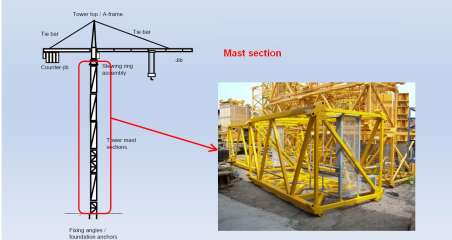 Tower top / A-frame
Tie bar
Tie bar
Counter-jib
Jib
Slewing ring
assembly
Mast section
Tower mast
sections
Fixing angles /
foundation anchors